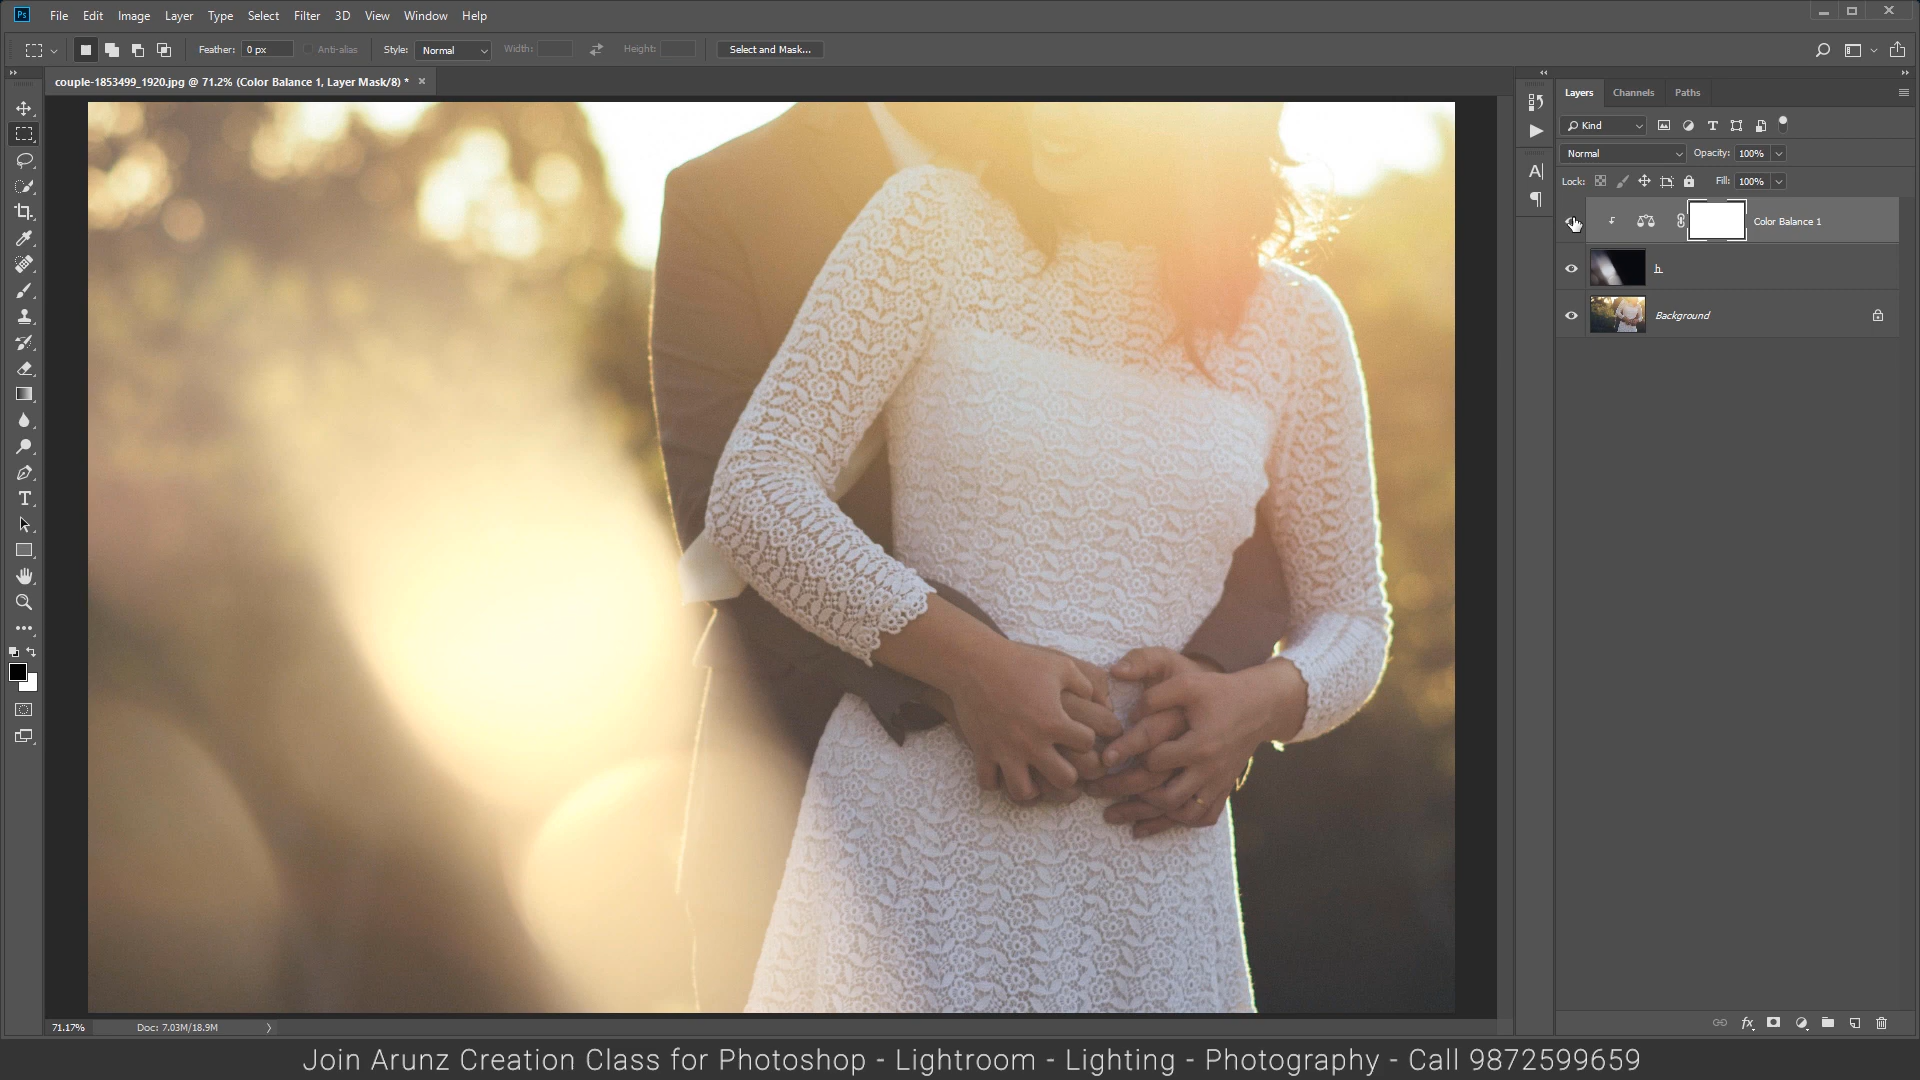 Ps File Edit Image Layer Type Select Filter 3D View Window Help
Feather: 0 px Anti-alias Style: Normal Width: Height: Select and Mask...
couple-1853499_1920.jpg @ 71.2% (Color Balance 1, Layer Mask/8) * ×
Layers Channels Paths
Kind
Normal Opacity: 100%
Lock: Fill: 100%
Color Balance 1
h
Background
71.17% Doc: 7.03M/18.9M
Join Arunz Creation Class for Photoshop - Lightroom - Lighting - Photography - Call 9872599659